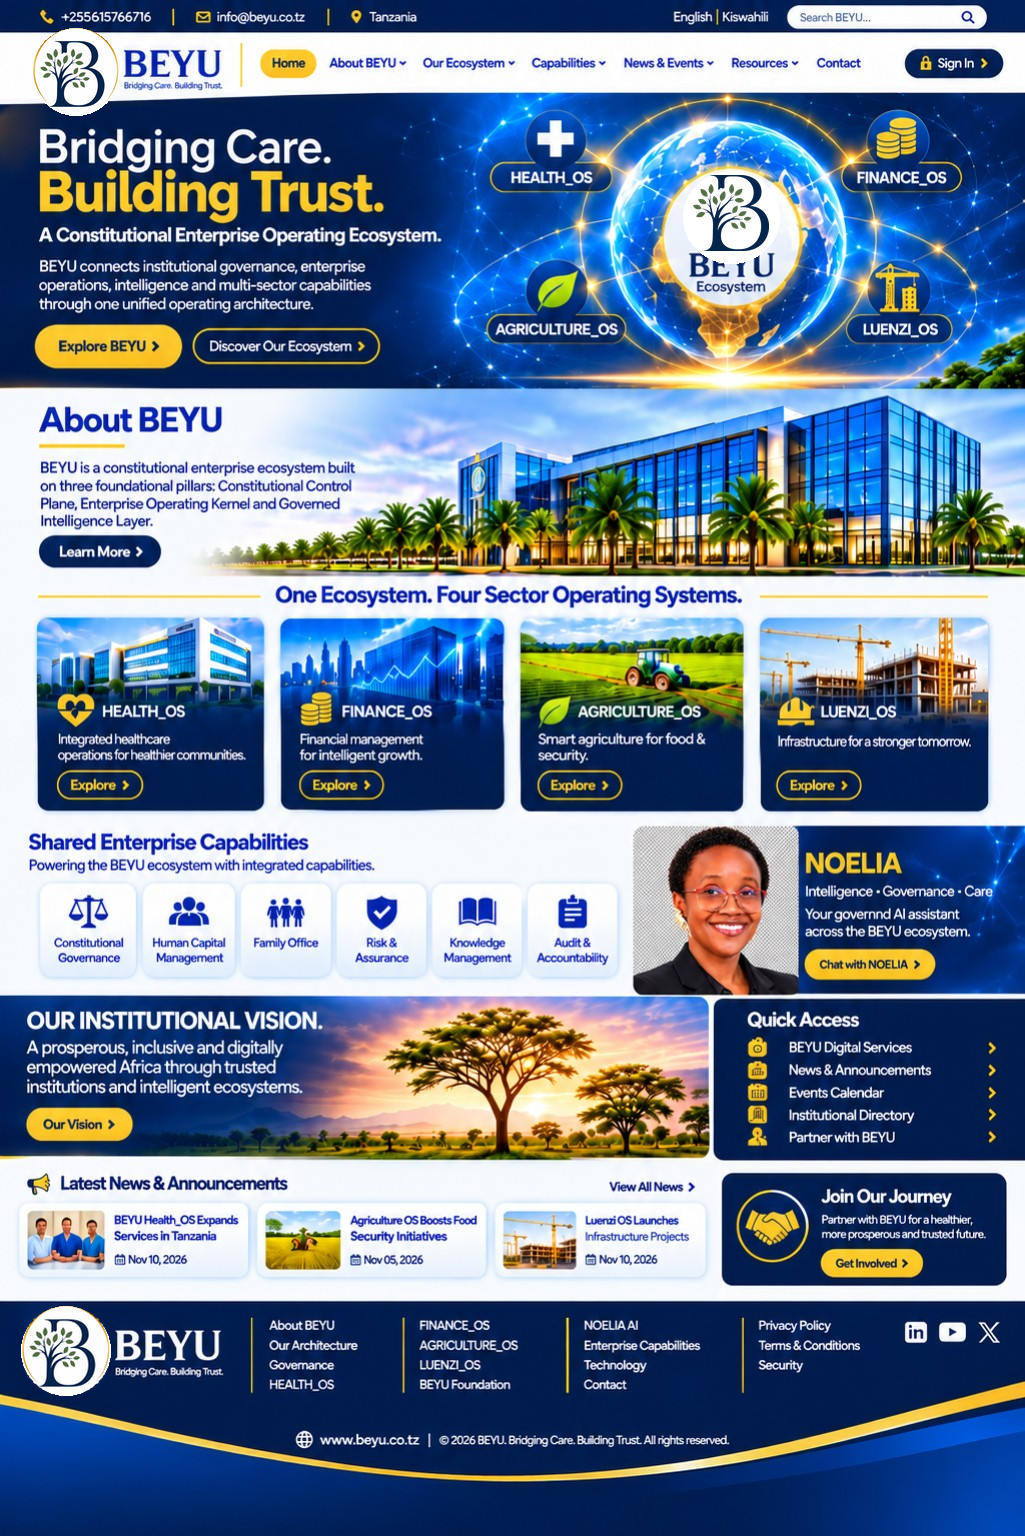 +255615766716
info@beyu.co.tz
Tanzania
English | Kiswahili
Search BEYU...
B
BEYU
Bridging Care. Building Trust.
Home
About BEYU
Our Ecosystem
Capabilities
News & Events
Resources
Contact
Sign In
Bridging Care.
Building Trust.
A Constitutional Enterprise Operating Ecosystem.
BEYU connects institutional governance, enterprise
operations, intelligence and multi-sector capabilities
through one unified operating architecture.
Explore BEYU
Discover Our Ecosystem
HEALTH_OS
FINANCE_OS
B
BEYU
Ecosystem
AGRICULTURE_OS
LUENZI_OS
About BEYU
BEYU is a constitutional enterprise ecosystem built
on three foundational pillars: Constitutional Control
Plane, Enterprise Operating Kernel and Governed
Intelligence Layer.
Learn More
One Ecosystem. Four Sector Operating Systems.
HEALTH_OS
Integrated healthcare
operations for healthier communities.
Explore
FINANCE_OS
Financial management
for intelligent growth.
Explore
AGRICULTURE_OS
Smart agriculture for food &
security.
Explore
LUENZI_OS
Infrastructure for a stronger tomorrow.
Explore
Shared Enterprise Capabilities
Powering the BEYU ecosystem with integrated capabilities.
Constitutional
Governance
Human Capital
Management
Family Office
Risk &
Assurance
Knowledge
Management
Audit &
Accountability
NOELIA
Intelligence • Governance • Care
Your governnd AI assistant
across the BEYU ecosystem.
Chat with NOELIA
OUR INSTITUTIONAL VISION.
A prosperous, inclusive and digitally
empowered Africa through trusted
institutions and intelligent ecosystems.
Our Vision
Quick Access
BEYU Digital Services
News & Announcements
Events Calendar
Institutional Directory
Partner with BEYU
Latest News & Announcements
View All News
BEYU Health_OS Expands
Services in Tanzania
Nov 10, 2026
Agriculture OS Boosts Food
Security Initiatives
Nov 05, 2026
Luenzi OS Launches
Infrastructure Projects
Nov 10, 2026
Join Our Journey
Partner with BEYU for a healthier,
more prosperous and trusted future.
Get Involved
B
BEYU
Bridging Care. Building Trust.
About BEYU
Our Architecture
Governance
HEALTH_OS
FINANCE_OS
AGRICULTURE_OS
LUENZI_OS
BEYU Foundation
NOELIA AI
Enterprise Capabilities
Technology
Contact
Privacy Policy
Terms & Conditions
Security
in
X
www.beyu.co.tz | © 2026 BEYU. Bridging Care. Building Trust. All rights reserved.